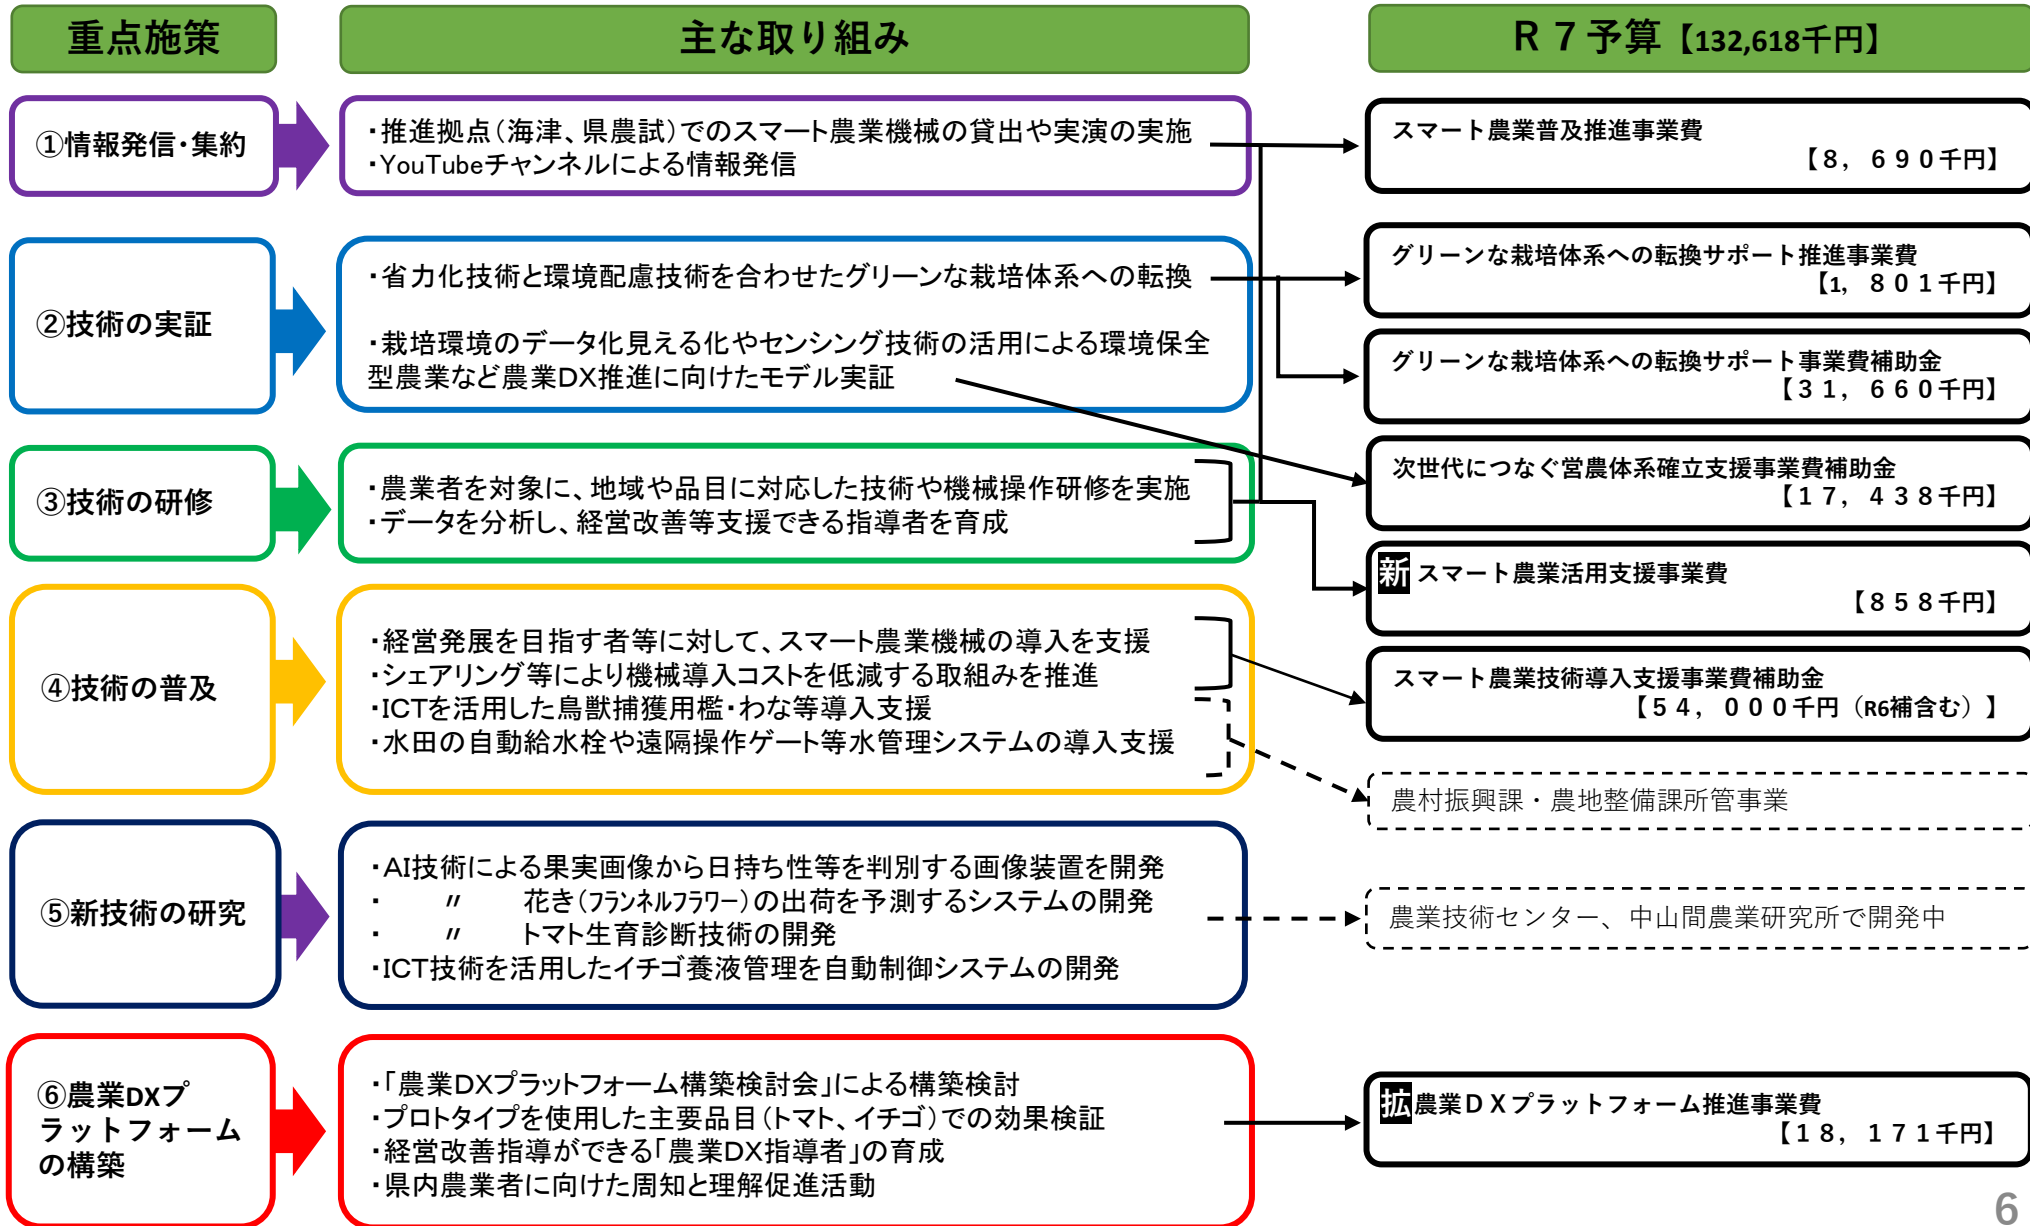 重点施策
主な取り組み
R７予算【132,618千円】
①情報発信・集約
・推進拠点（海津、県農試）でのスマート農業機械の貸出や実演の実施
・YouTubeチャンネルによる情報発信
スマート農業普及推進事業費
【８，６９０千円】
②技術の実証
・省力化技術と環境配慮技術を合わせたグリーンな栽培体系への転換
・栽培環境のデータ化見える化やセンシング技術の活用による環境保全
型農業など農業DX推進に向けたモデル実証
グリーンな栽培体系への転換サポート推進事業費
【1，８０１千円】
グリーンな栽培体系への転換サポート事業費補助金
【３１，６６０千円】
次世代につなぐ営農体系確立支援事業費補助金
【１７，４３８千円】
③技術の研修
・農業者を対象に、地域や品目に対応した技術や機械操作研修を実施
・データを分析し、経営改善等支援できる指導者を育成
新 スマート農業活用支援事業費
【８５８千円】
④技術の普及
・経営発展を目指す者等に対して、スマート農業機械の導入を支援
・シェアリング等により機械導入コストを低減する取組みを推進
・ICTを活用した鳥獣捕獲用檻・わな等導入支援
・水田の自動給水栓や遠隔操作ゲート等水管理システムの導入支援
スマート農業技術導入支援事業費補助金
【５４，０００千円（R6補含む）】
農村振興課・農地整備課所管事業
⑤新技術の研究
・AI技術による果実画像から日持ち性等を判別する画像装置を開発
・　〃　花き（フランネルフラワー）の出荷を予測するシステムの開発
・　〃　トマト生育診断技術の開発
・ICT技術を活用したイチゴ養液管理を自動制御システムの開発
農業技術センター、中山間農業研究所で開発中
⑥農業DXプ
ラットフォーム
の構築
・「農業DXプラットフォーム構築検討会」による構築検討
・プロトタイプを使用した主要品目（トマト、イチゴ）での効果検証
・経営改善指導ができる「農業DX指導者」の育成
・県内農業者に向けた周知と理解促進活動
拡 農業ＤＸプラットフォーム推進事業費
【１８，１７１千円】
6